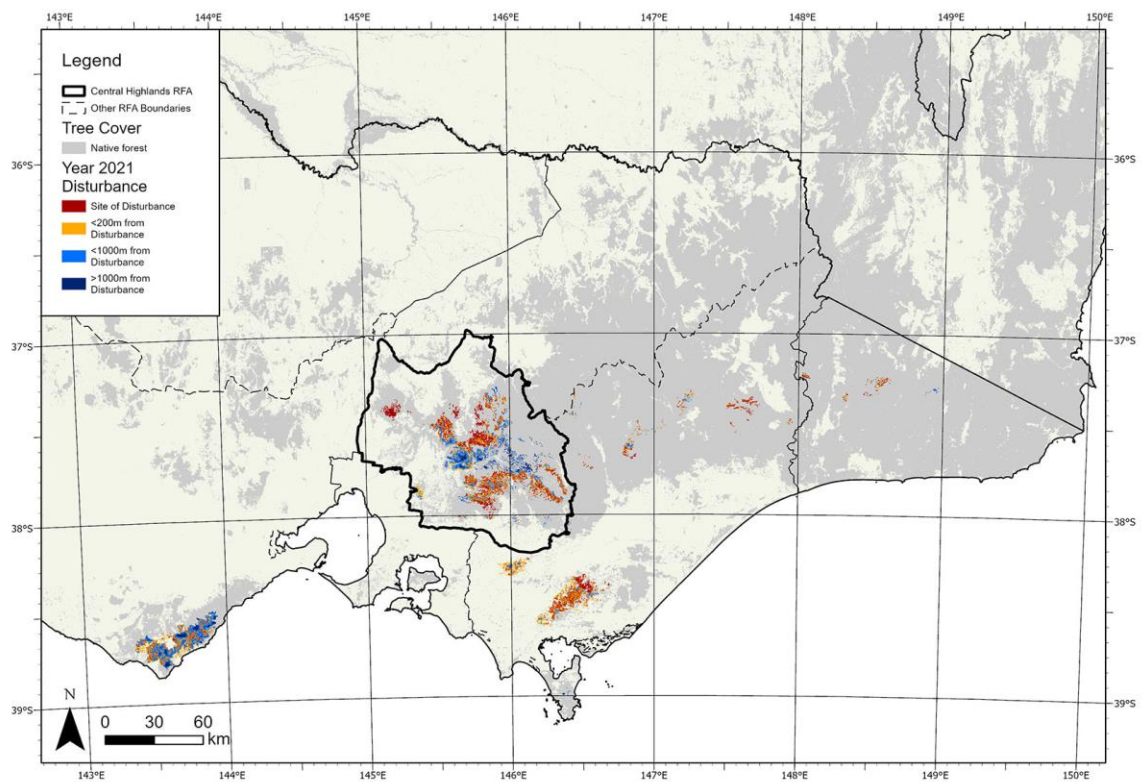 143°E 144°E 145°E 146°E 147°E 148°E 149°E 150°E
Legend
Central Highlands RFA
Other RFA Boundaries
Tree Cover
Native forest
Year 2021
Disturbance
Site of Disturbance
<200m from
Disturbance
<1000m from
Disturbance
>1000m from
Disturbance
36°S 36°S
37°S 37°S
38°S 38°S
39°S 39°S
N
0 30 60
km
143°E 144°E 145°E 146°E 147°E 148°E 149°E 150°E